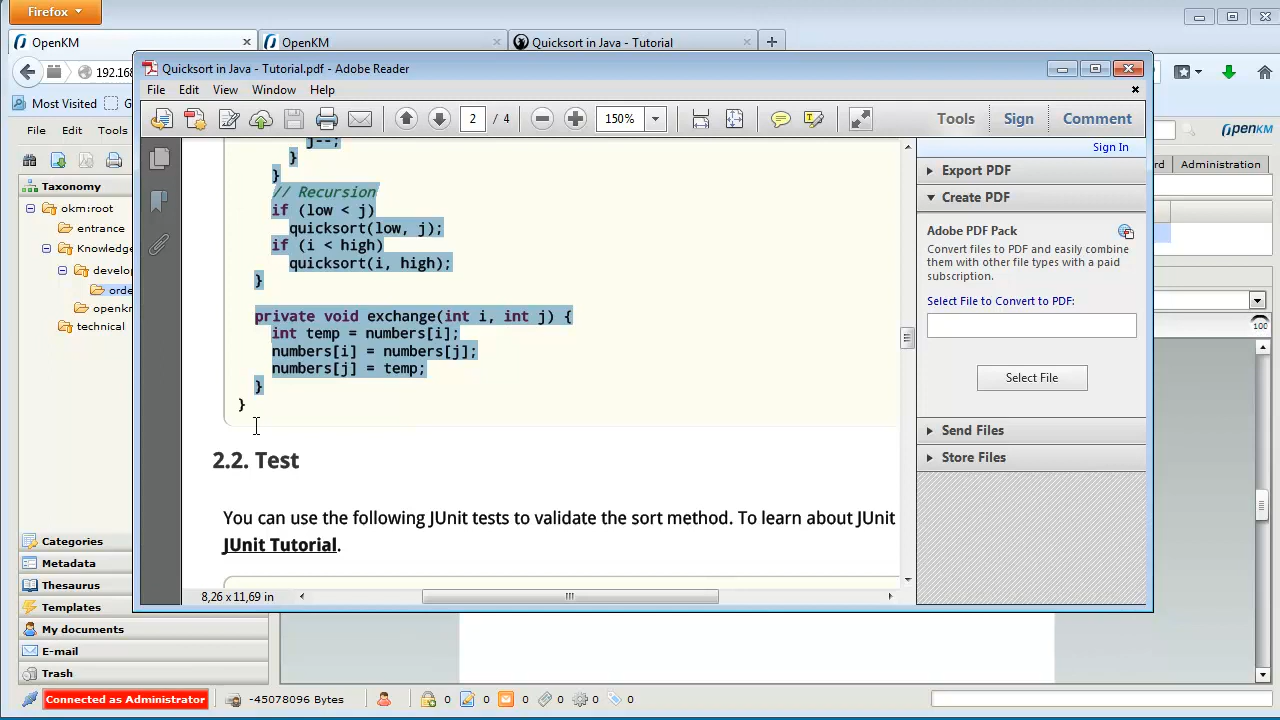 Firefox
OpenKM
OpenKM
Quicksort in Java - Tutorial
192.168
Most Visited
File Edit Tools
OpenKM
Administration
Taxonomy
okm:root
entrance
Knowledge
develo
orde
openkm
technical
Categories
Metadata
Thesaurus
Templates
My documents
E-mail
Trash
Connected as Administrator
-45078096 Bytes
0 0 0 0 0 0
100
Quicksort in Java - Tutorial.pdf - Adobe Reader
File Edit View Window Help
2 / 4
150%
Tools Sign Comment
Sign In
j--;
}
}
// Recursion
if (low < j)
quicksort(low, j);
if (i < high)
quicksort(i, high);
}
private void exchange(int i, int j) {
int temp = numbers[i];
numbers[i] = numbers[j];
numbers[j] = temp;
}
}
2.2. Test
You can use the following JUnit tests to validate the sort method. To learn about JUnit
JUnit Tutorial.
8,26 x 11,69 in
Export PDF
Create PDF
Adobe PDF Pack
Convert files to PDF and easily combine
them with other file types with a paid
subscription.
Select File to Convert to PDF:
Select File
Send Files
Store Files